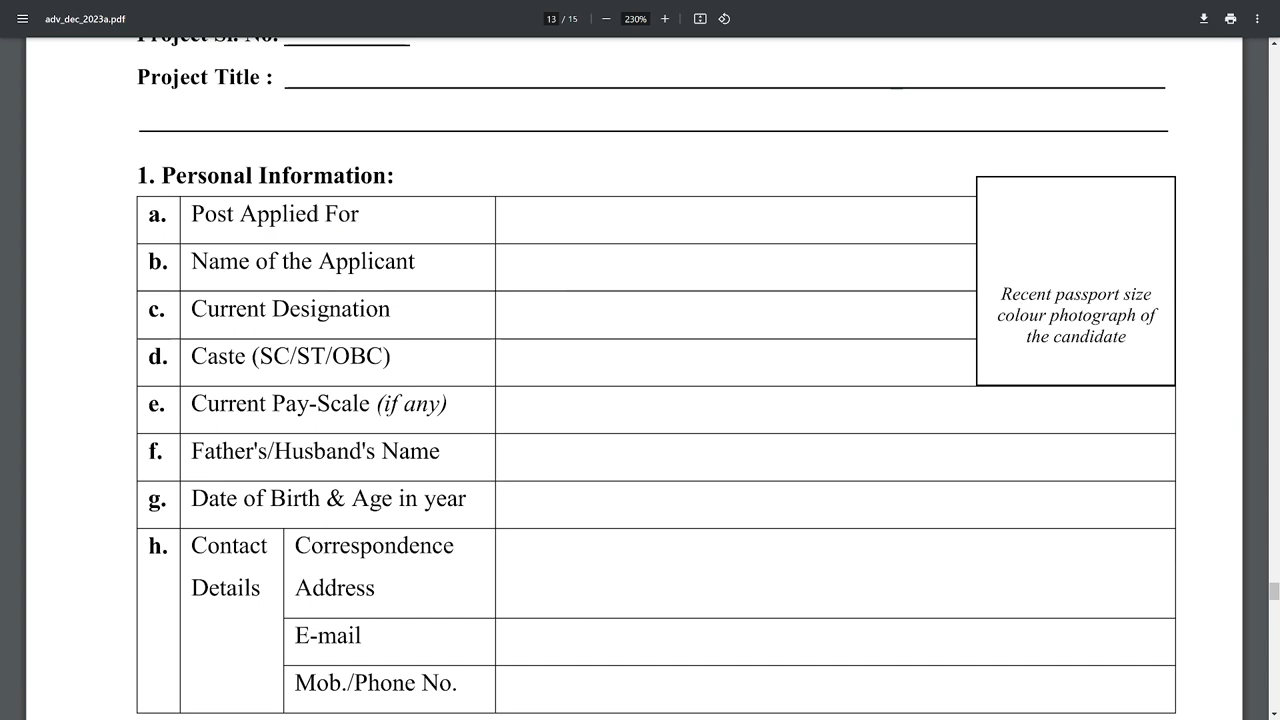 adv_dec_2023a.pdf
13 / 15
230%
Project Sl. No.
Project Title :
1. Personal Information:
a. Post Applied For
b. Name of the Applicant
c. Current Designation
d. Caste (SC/ST/OBC)
Recent passport size
colour photograph of
the candidate
e. Current Pay-Scale (if any)
f. Father's/Husband's Name
g. Date of Birth & Age in year
h. Contact Details
Correspondence Address
E-mail
Mob./Phone No.